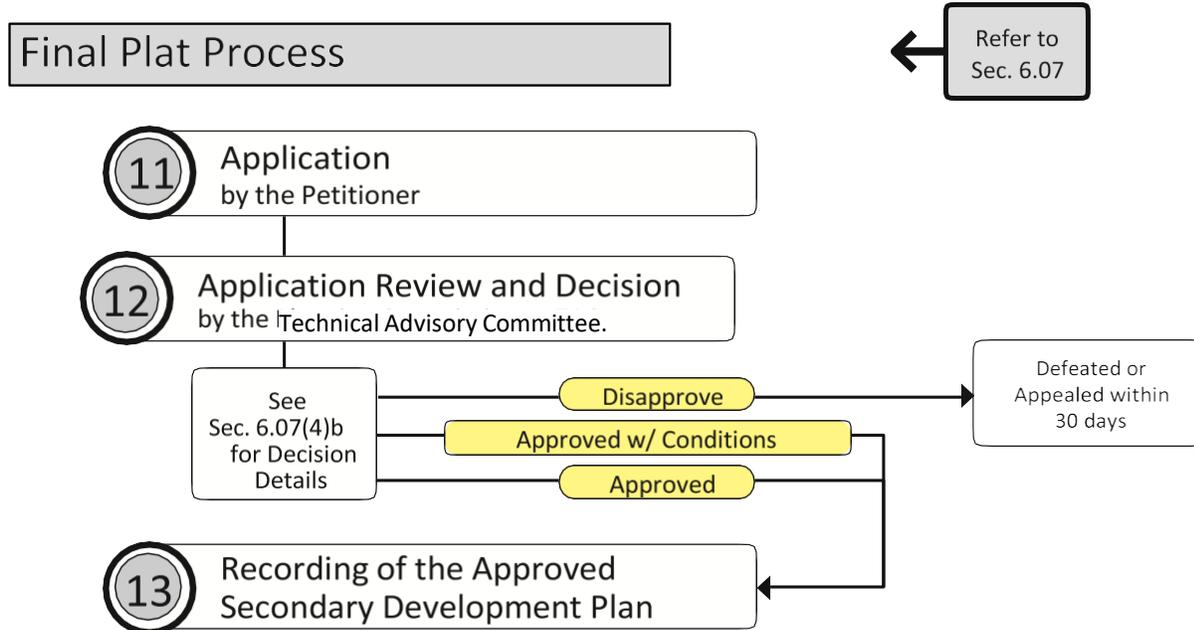 Final Plat Process
Refer to
Sec. 6.07
11
Application
by the Petitioner
12
Application Review and Decision
by the Technical Advisory Committee.
See
Sec. 6.07(4)b
for Decision
Details
Disapprove
Approved w/ Conditions
Approved
Defeated or
Appealed within
30 days
13
Recording of the Approved
Secondary Development Plan